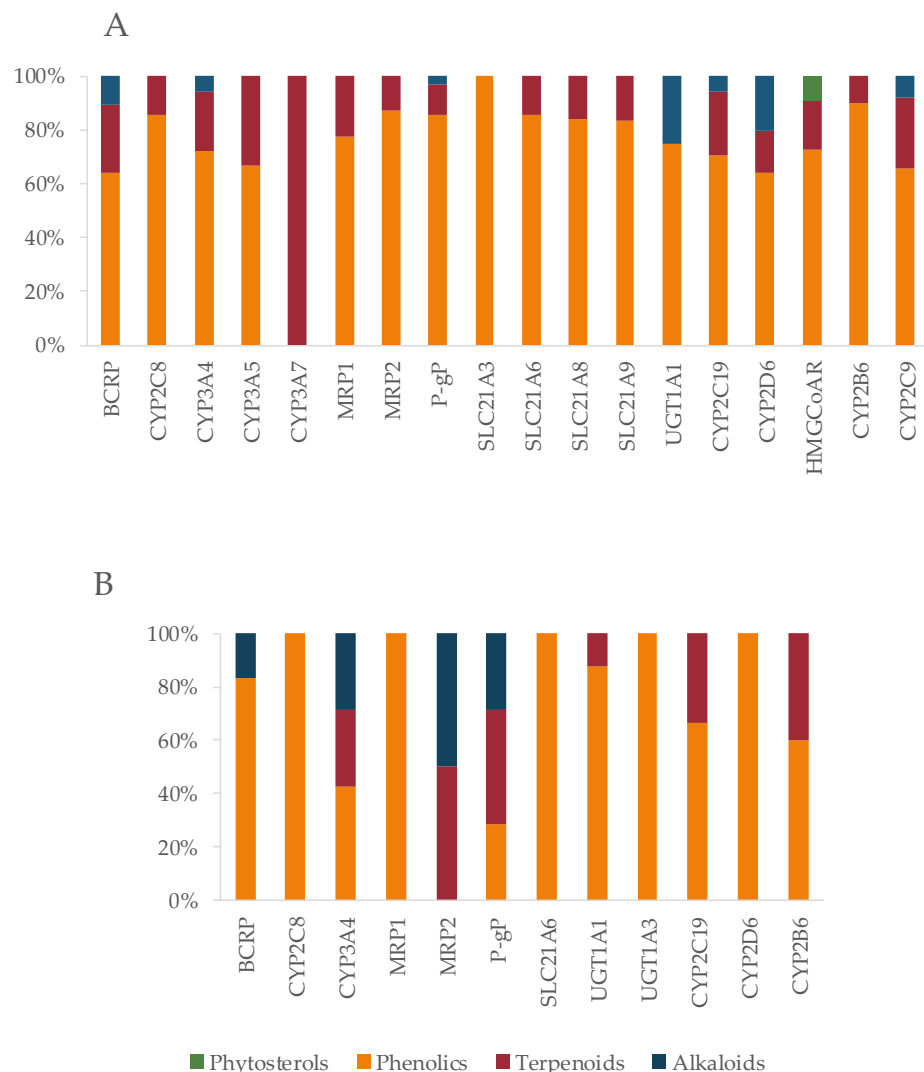 A
100%
80%
60%
40%
20%
0%
BCRP
CYP2C8
CYP3A4
CYP3A5
CYP3A7
MRP1
MRP2
P-gP
SLC21A3
SLC21A6
SLC21A8
SLC21A9
UGT1A1
CYP2C19
CYP2D6
HMGCoAR
CYP2B6
CYP2C9
B
100%
80%
60%
40%
20%
0%
BCRP
CYP2C8
CYP3A4
MRP1
MRP2
P-gP
SLC21A6
UGT1A1
UGT1A3
CYP2C19
CYP2D6
CYP2B6
Phytosterols Phenolics Terpenoids Alkaloids